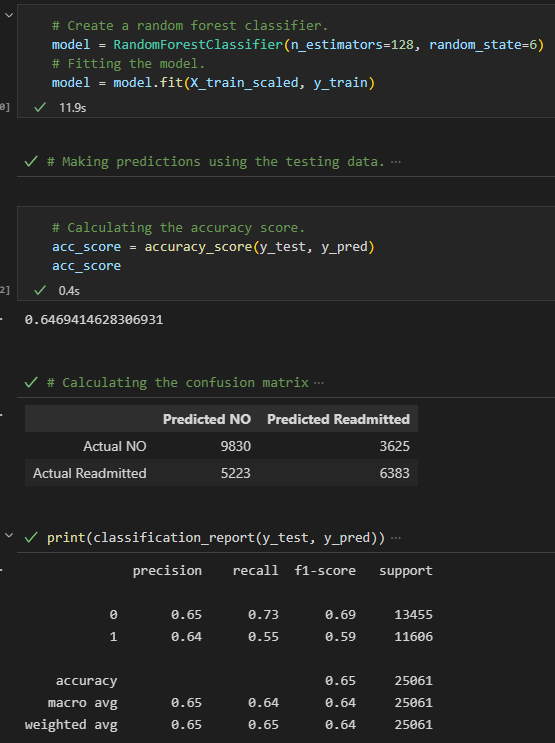 # Create a random forest classifier.
model = RandomForestClassifier(n_estimators=128, random_state=6)
# Fitting the model.
model = model.fit(X_train_scaled, y_train)
0]
11.9s
# Making predictions using the testing data. ...
# Calculating the accuracy score.
acc_score = accuracy_score(y_test, y_pred)
acc_score
2]
0.4s
0.6469414628306931
# Calculating the confusion matrix ...
Predicted NO Predicted Readmitted
Actual NO 9830 3625
Actual Readmitted 5223 6383
print(classification_report(y_test, y_pred)) ...
precision recall f1-score support
0 0.65 0.73 0.69 13455
1 0.64 0.55 0.59 11606
accuracy 0.65 25061
macro avg 0.65 0.64 0.64 25061
weighted avg 0.65 0.65 0.64 25061